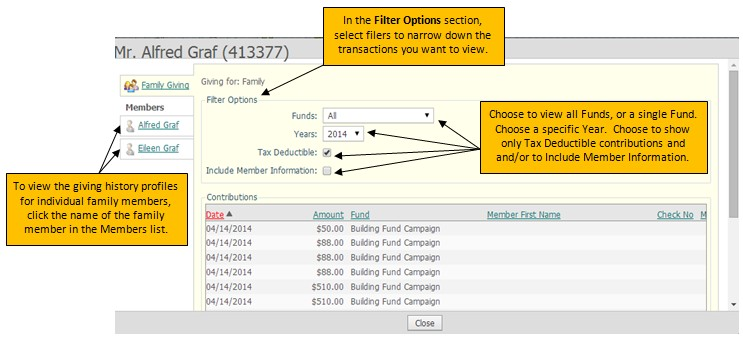 In the Filter Options section,
select filers to narrow down the
transactions you want to view.
Mr. Alfred Graf (413377)
Family Giving
Members
Alfred Graf
Eileen Graf
Giving for: Family
Filter Options
Funds: All
Years: 2014
Tax Deductible:
Include Member Information:
Choose to view all Funds, or a single Fund.
Choose a specific Year.  Choose to show
only Tax Deductible contributions and
and/or to Include Member Information.
To view the giving history profiles
for individual family members,
click the name of the family
member in the Members list.
Contributions
Date Amount Fund Member First Name Check No M
04/14/2014 $50.00 Building Fund Campaign
04/14/2014 $88.00 Building Fund Campaign
04/14/2014 $88.00 Building Fund Campaign
04/14/2014 $88.00 Building Fund Campaign
04/14/2014 $510.00 Building Fund Campaign
04/14/2014 $510.00 Building Fund Campaign
Close